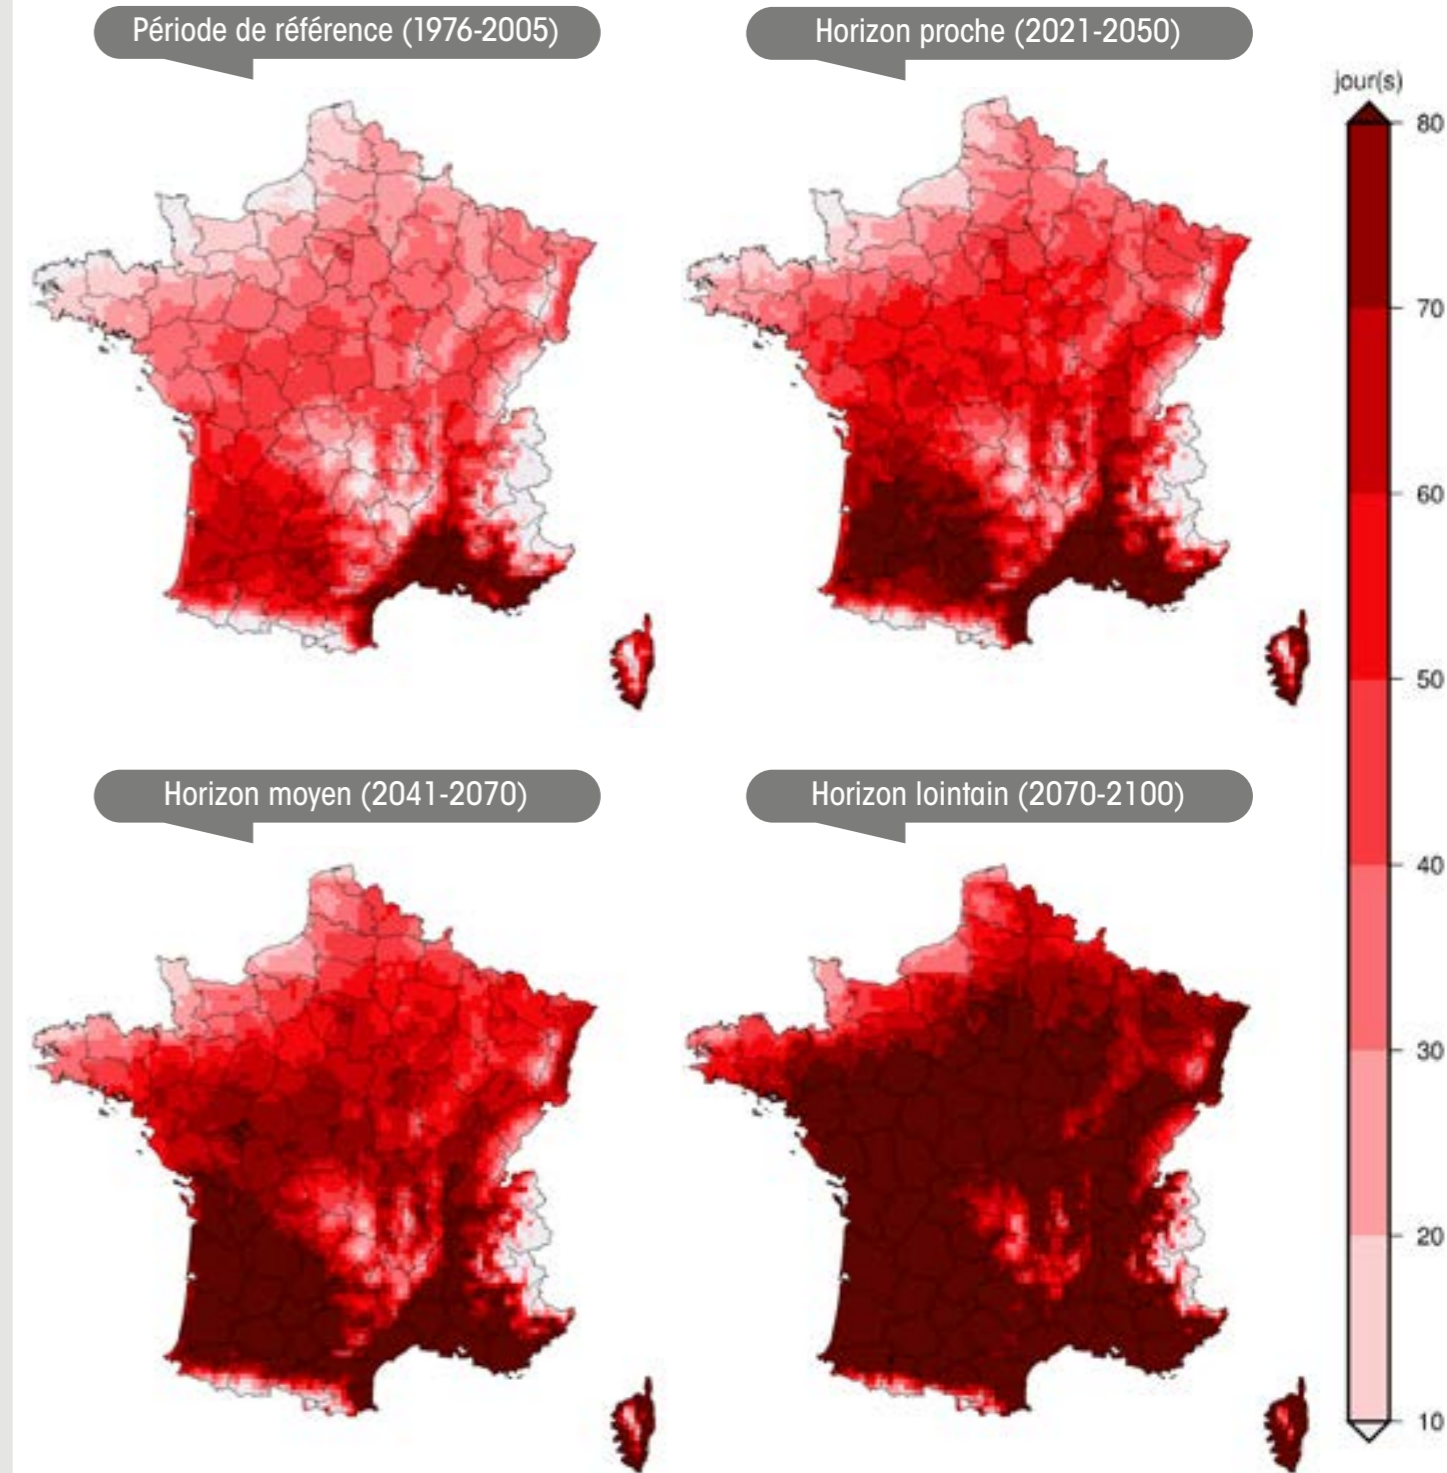 Période de référence (1976-2005)
Horizon proche (2021-2050)
jour(s)
80
70
60
50
40
30
20
10
Horizon moyen (2041-2070)
Horizon lointain (2070-2100)